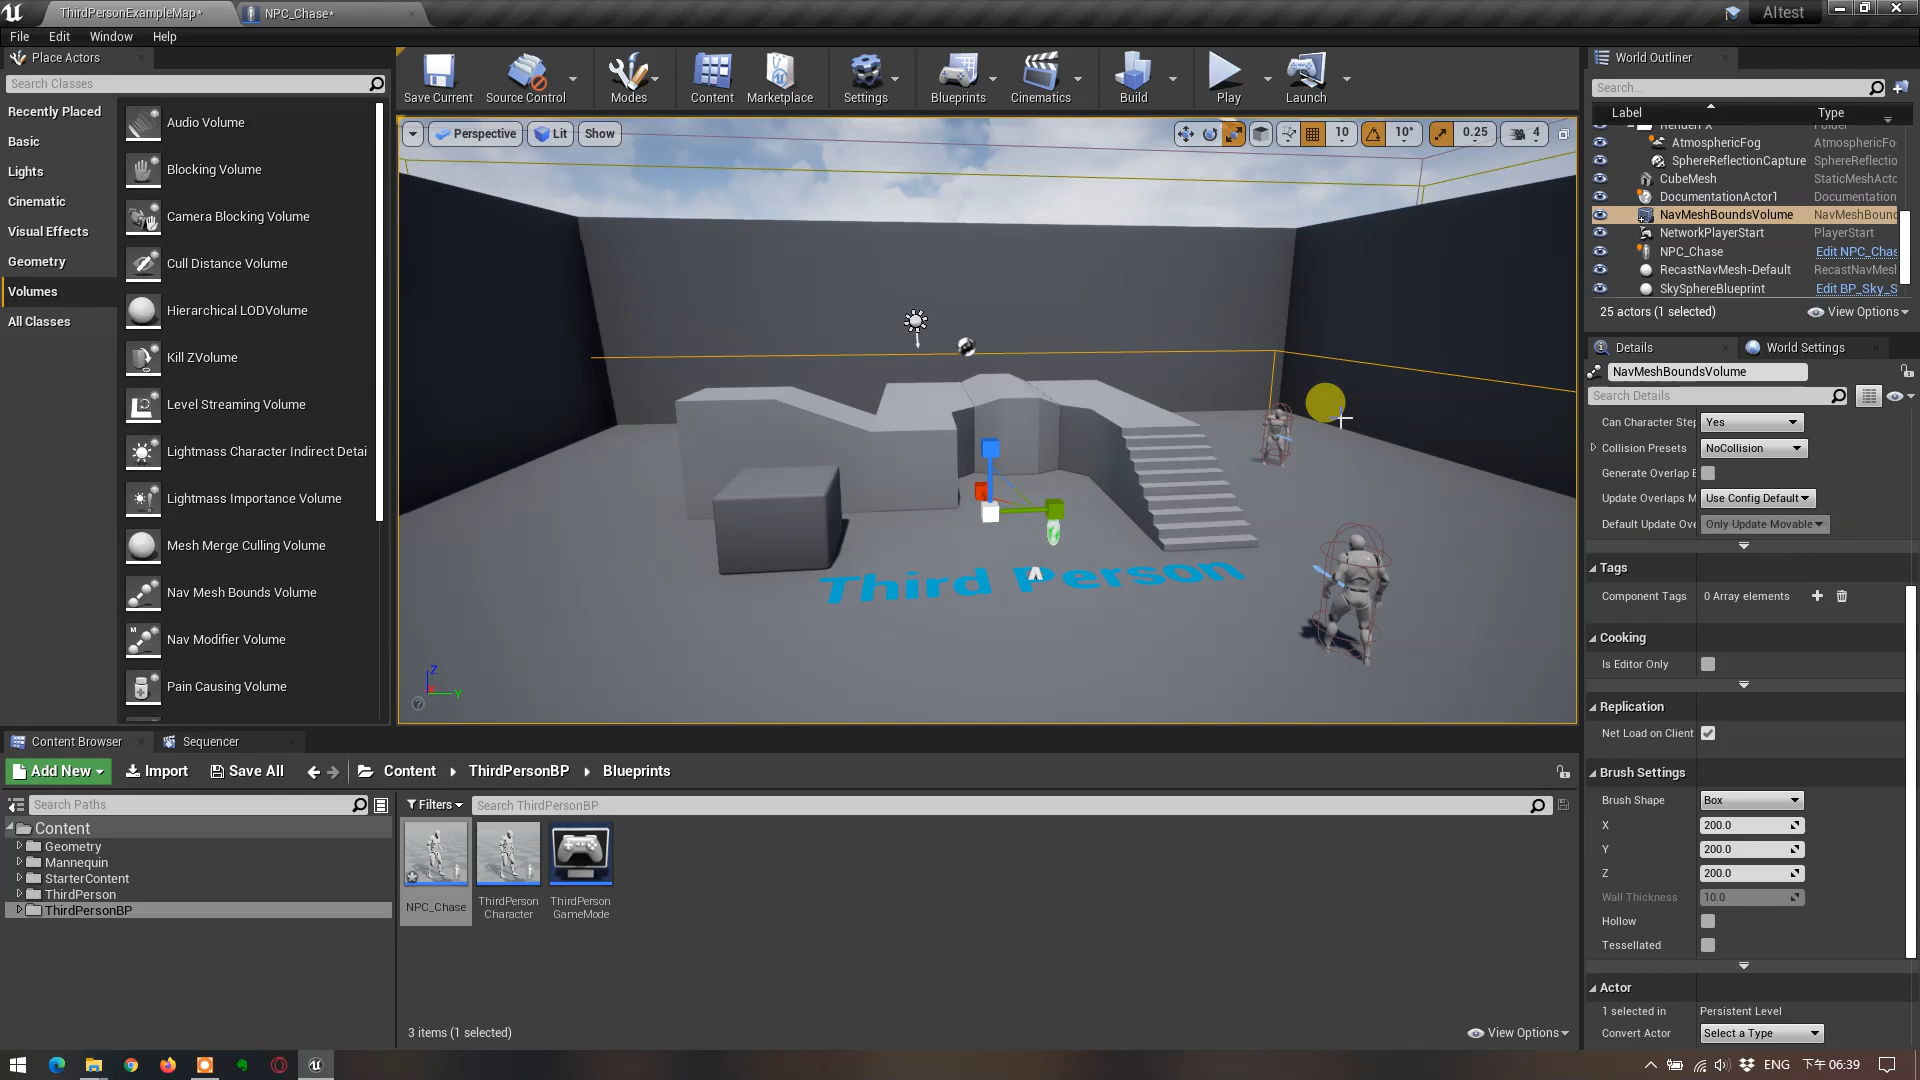 ThirdPersonExampleMap*
NPC_Chase*
AItest
File Edit Window Help
Place Actors
Search Classes
Recently Placed
Basic
Lights
Cinematic
Visual Effects
Geometry
Volumes
All Classes
Audio Volume
Blocking Volume
Camera Blocking Volume
Cull Distance Volume
Hierarchical LODVolume
Kill ZVolume
Level Streaming Volume
Lightmass Character Indirect Detai
Lightmass Importance Volume
Mesh Merge Culling Volume
Nav Mesh Bounds Volume
Nav Modifier Volume
Pain Causing Volume
Save Current
Source Control
Modes
Content
Marketplace
Settings
Blueprints
Cinematics
Build
Play
Launch
Perspective
Lit
Show
10
10°
0.25
4
Third Person
Z
Y
World Outliner
Search...
Label Type
RenderFX Folder
AtmosphericFog AtmosphericFo
SphereReflectionCapture SphereReflectio
CubeMesh StaticMeshActo
DocumentationActor1 Documentation
NavMeshBoundsVolume NavMeshBound
NetworkPlayerStart PlayerStart
NPC_Chase Edit NPC_Chas
RecastNavMesh-Default RecastNavMesh
SkySphereBlueprint Edit BP_Sky_S
25 actors (1 selected)
View Options
Details
World Settings
NavMeshBoundsVolume
Search Details
Can Character Step Yes
Collision Presets NoCollision
Generate Overlap E
Update Overlaps M Use Config Default
Default Update Ove Only Update Movable
Tags
Component Tags 0 Array elements
Cooking
Is Editor Only
Replication
Net Load on Client
Brush Settings
Brush Shape Box
X 200.0
Y 200.0
Z 200.0
Wall Thickness 10.0
Hollow
Tessellated
Actor
1 selected in Persistent Level
Convert Actor Select a Type
Content Browser
Sequencer
Add New
Import
Save All
Content
ThirdPersonBP
Blueprints
Search Paths
Filters
Search ThirdPersonBP
Content
Geometry
Mannequin
StarterContent
ThirdPerson
ThirdPersonBP
NPC_Chase
ThirdPerson
Character
ThirdPerson
GameMode
3 items (1 selected)
View Options
ENG
下午 06:39